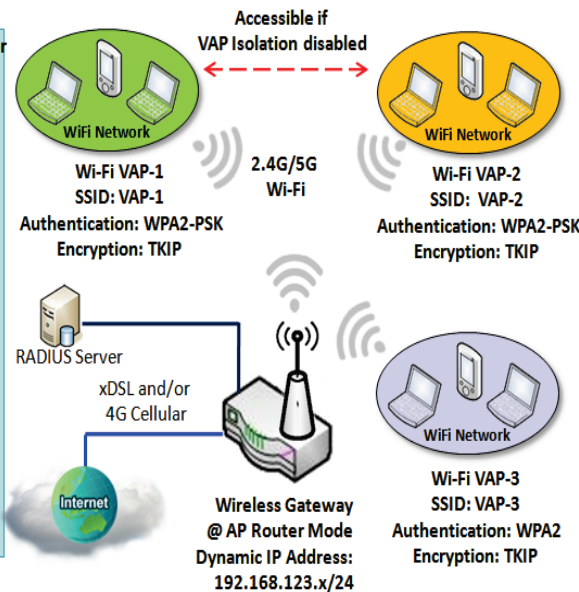 Accessible if
VAP Isolation disabled
r
WiFi Network
WiFi Network
2.4G/5G
Wi-Fi
Wi-Fi VAP-1
SSID: VAP-1
Authentication: WPA2-PSK
Encryption: TKIP
Wi-Fi VAP-2
SSID: VAP-2
Authentication: WPA2-PSK
Encryption: TKIP
RADIUS Server
xDSL and/or
4G Cellular
Internet
WiFi Network
Wireless Gateway
@ AP Router Mode
Dynamic IP Address:
192.168.123.x/24
Wi-Fi VAP-3
SSID: VAP-3
Authentication: WPA2
Encryption: TKIP